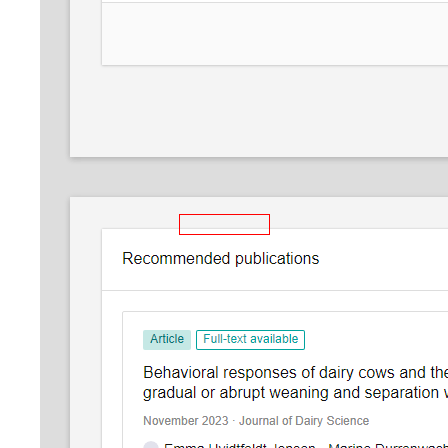 Recommended publications
Article Full-text available
Behavioral responses of dairy cows and the
gradual or abrupt weaning and separation
November 2023 · Journal of Dairy Science